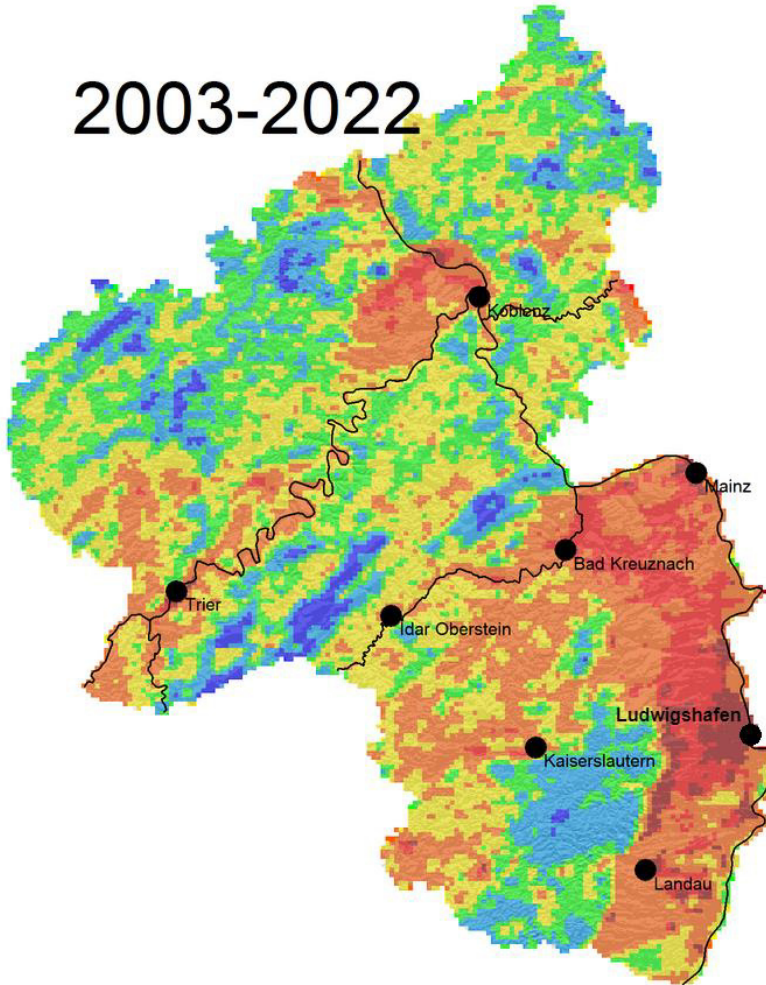 2003-2022
Koblenz
Mainz
Bad Kreuznach
Trier
Idar Oberstein
Ludwigshafen
Kaiserslautern
Landau